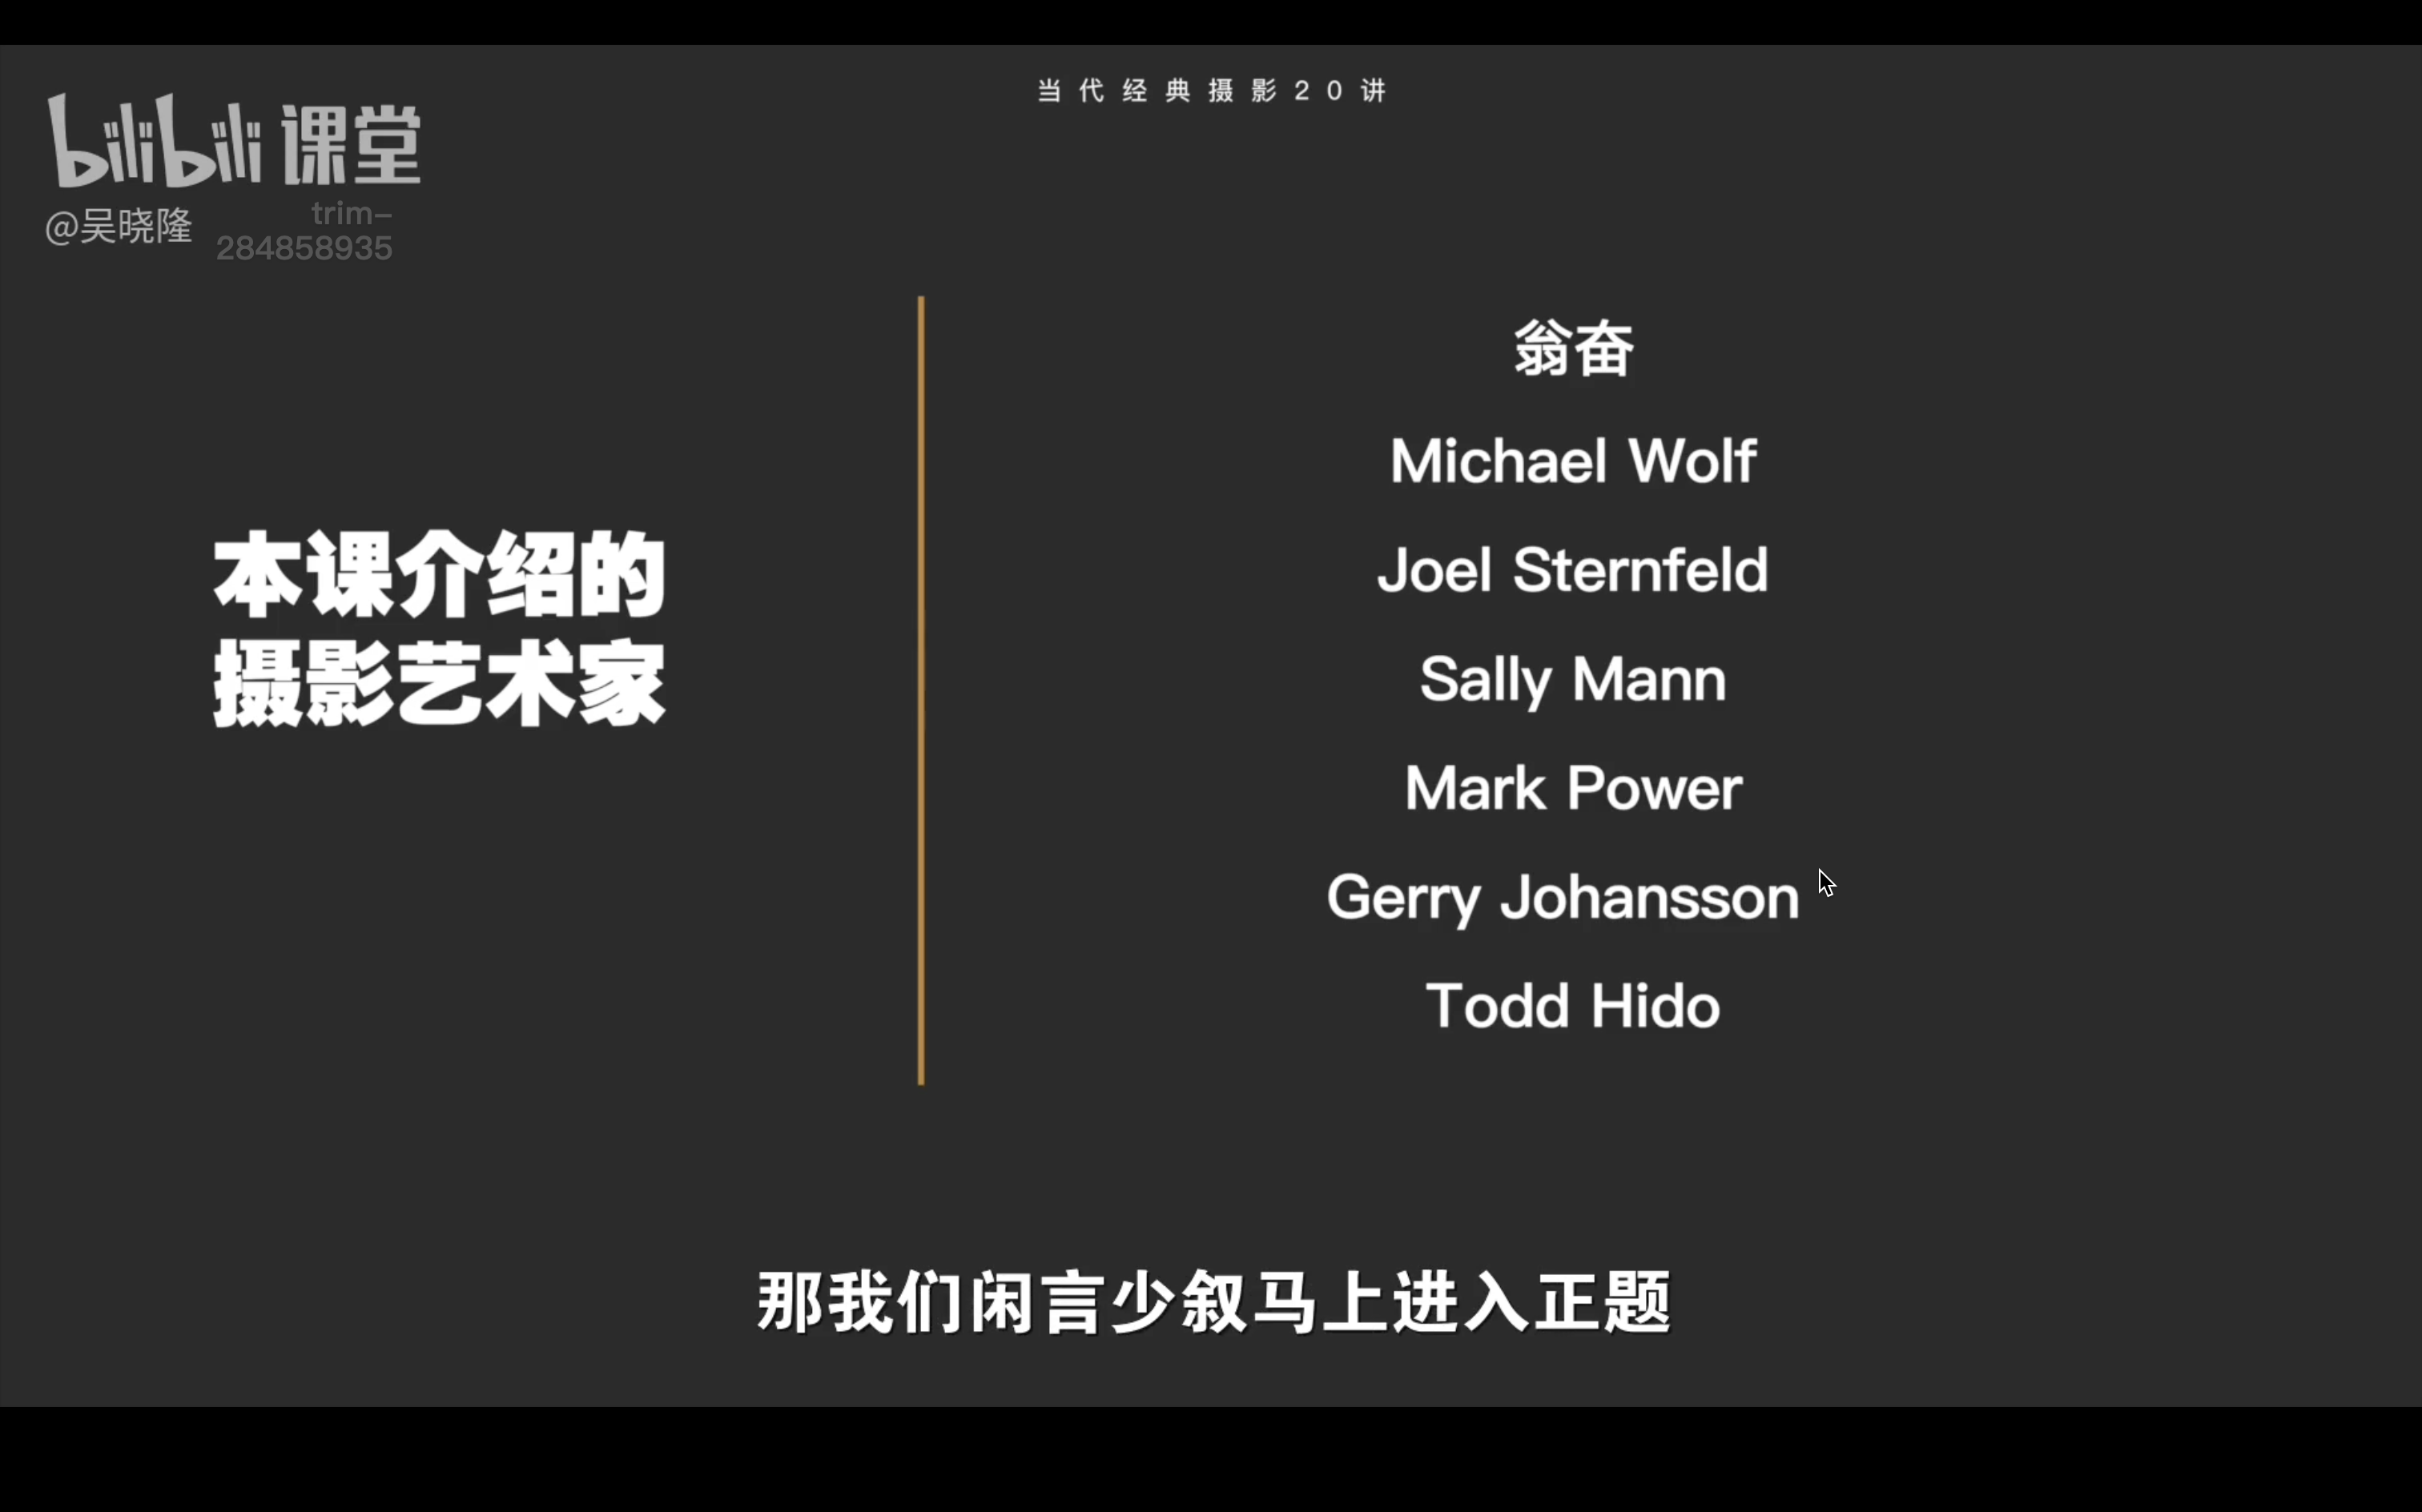 当代经典摄影20讲
bilibili 课堂
@吴晓隆
trim-
284858935
本课介绍的
摄影艺术家
翁奋
Michael Wolf
Joel Sternfeld
Sally Mann
Mark Power
Gerry Johansson
Todd Hido
那我们闲言少叙马上进入正题